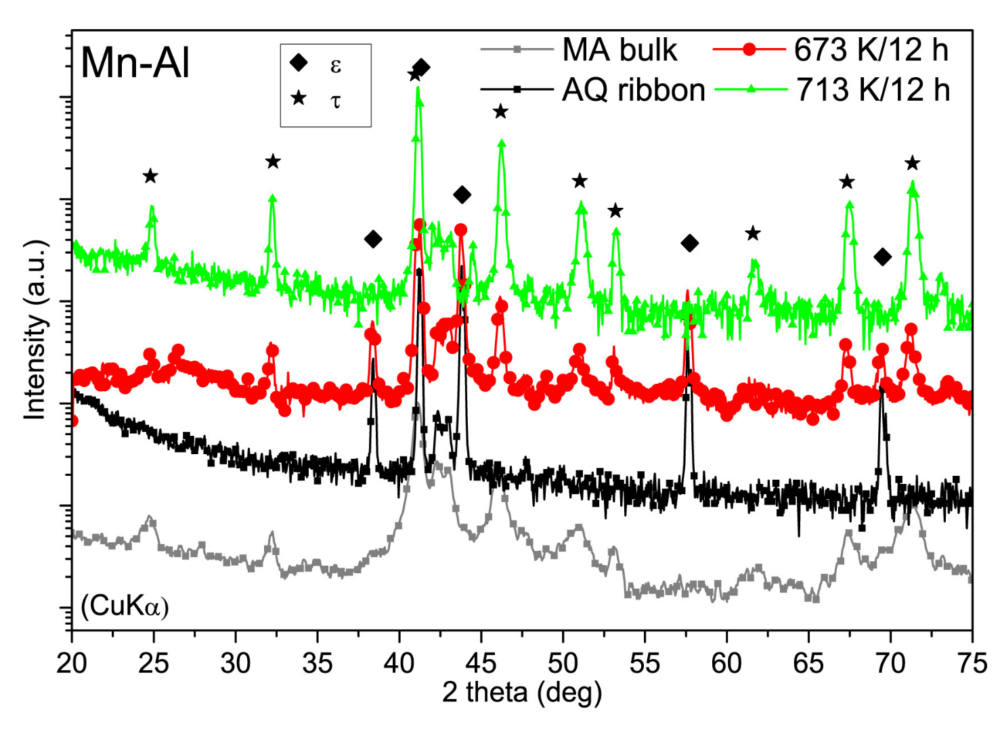 Mn-Al
ε
τ
MA bulk
673 K/12 h
AQ ribbon
713 K/12 h
Intensity (a.u.)
(CuKα)
20 25 30 35 40 45 50 55 60 65 70 75
2 theta (deg)